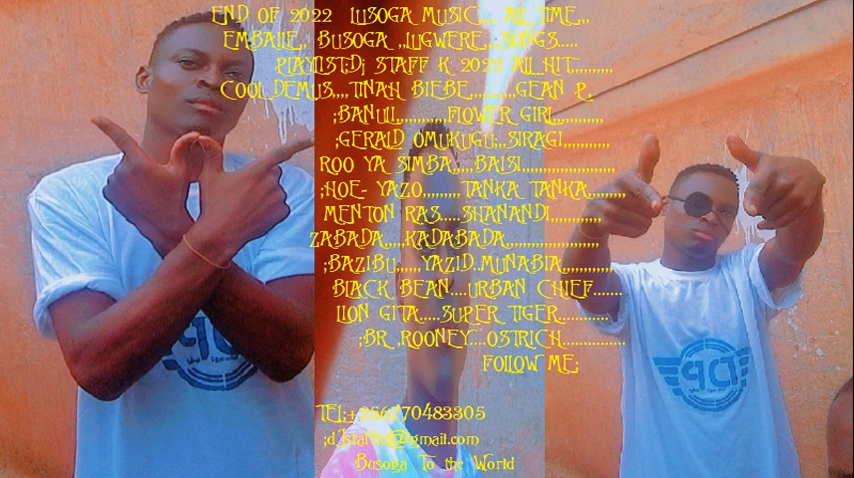 END OF 2022 LUSOGA MUSIC,,,, ALL TIME,,
EMBAILE,, BUSOGA ,,LUGWERE,,,,SONGS.....
PLAYLIST;Dj STAFF K 2022 All HIT,,,,,,,,,,
COOL DEMUS,,,,TINAH BIEBE,,,,,,,,,,GEAN P,
;BANULI,,,,,,,,,,,,FLOWER GIRL,,,,,,,,,,,,
;GERALD OMUKUGU,,,SIRAGI,,,,,,,,,,,
ROO YA SIMBA,,,,,BAISI,,,,,,,,,,,,,,,,,,,,,
;HOE- YAZO,,,,,,,,,TANKA TANKA,,,,,,,,,
MENTON RAS.....SHANANDI,,,,,,,,,,,,
ZABADA,,,,,KADABADA,,,,,,,,,,,,,,,,,,,,,
;BAZIBU,,,,,,YAZID..MUNABIA,,,,,,,,,,,,
BLACK BEAN....URBAN CHIEF.......
LION GITA.....SUPER TIGER............
;BR ,ROONEY....OSTRICH...............
FOLLOW ME;
TEL;+256770483305
Busoga To the World
PCT